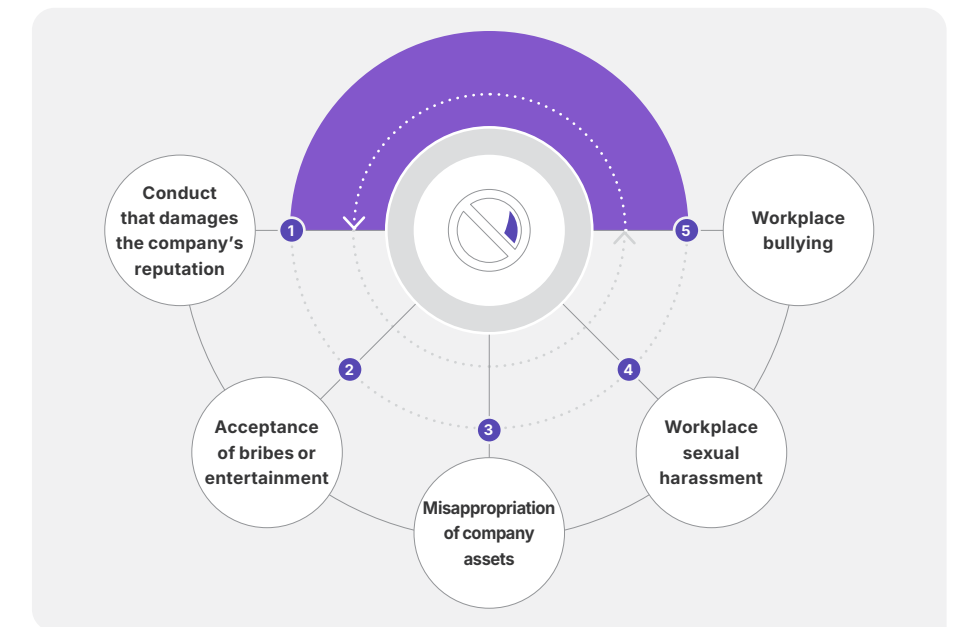 1
Conduct
that damages
the company’s
reputation
2
Acceptance
of bribes or
entertainment
3
Misappropriation
of company
assets
4
Workplace
sexual
harassment
5
Workplace
bullying